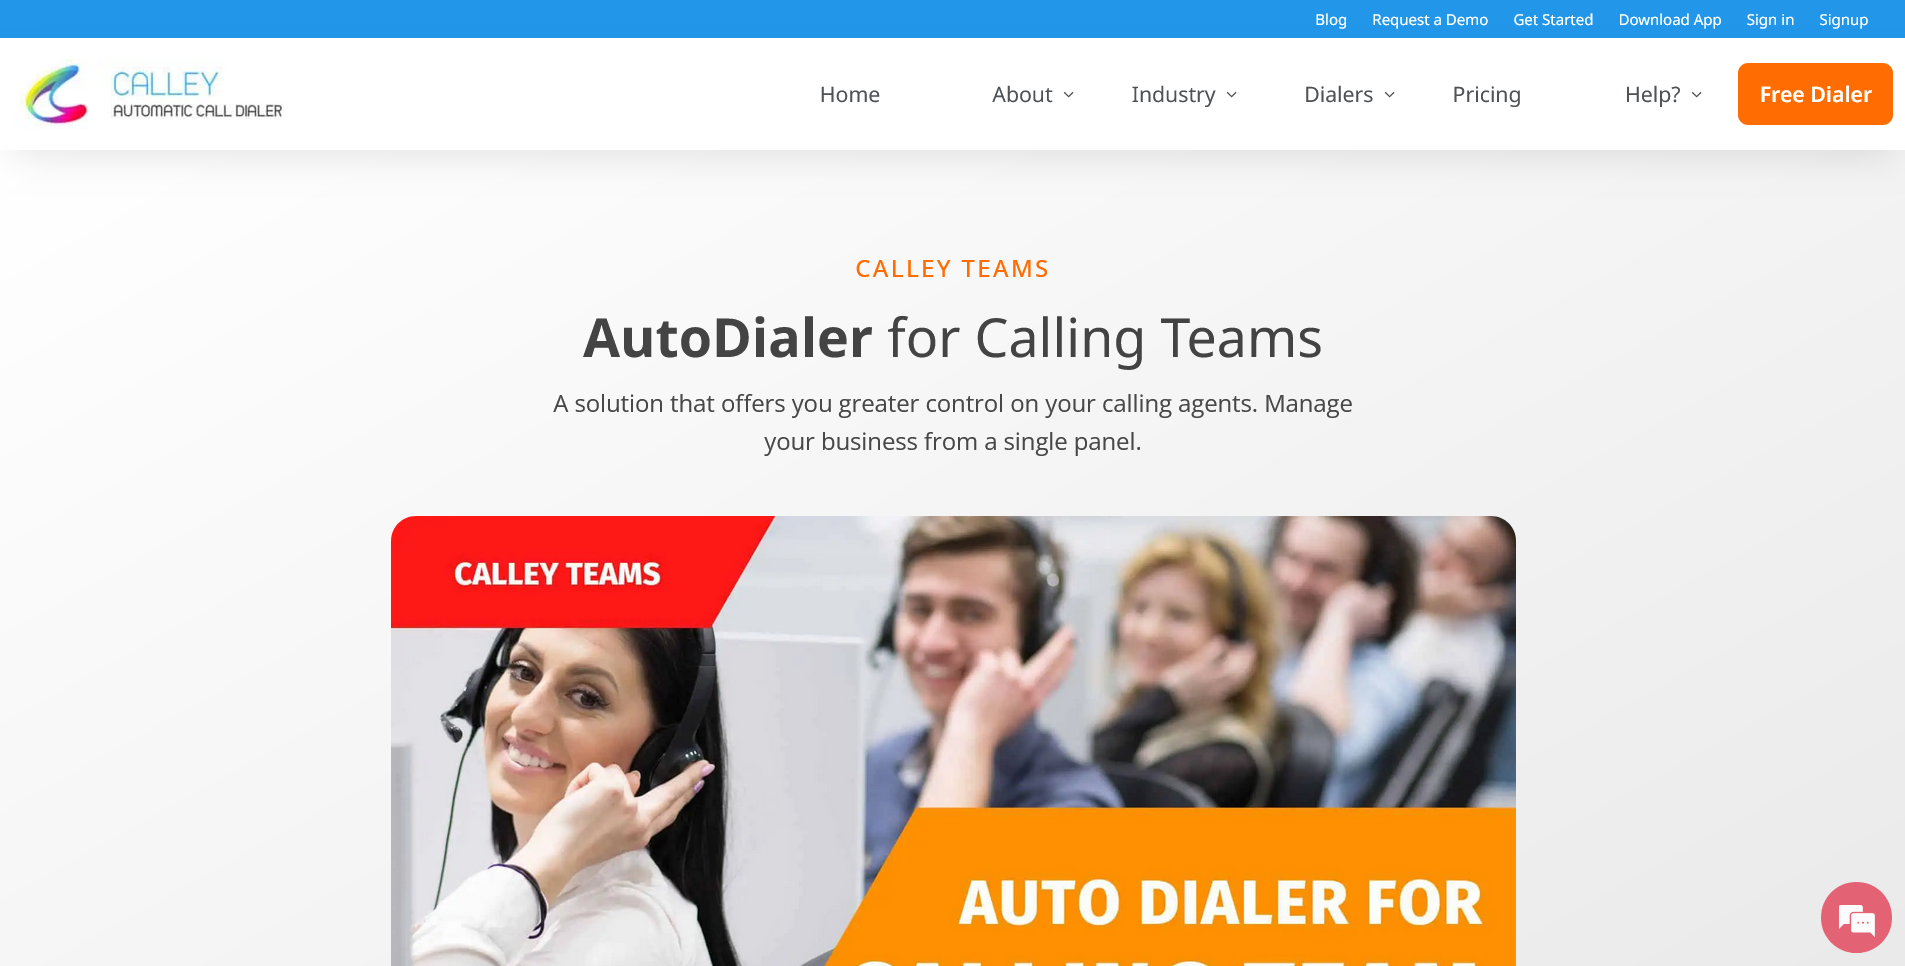 Blog Request a Demo Get Started Download App Sign in Signup
CALLEY
AUTOMATIC CALL DIALER
Home About Industry Dialers Pricing Help? Free Dialer
CALLEY TEAMS
AutoDialer for Calling Teams
A solution that offers you greater control on your calling agents. Manage
your business from a single panel.
CALLEY TEAMS
AUTO DIALER FOR
CALLING TEAM